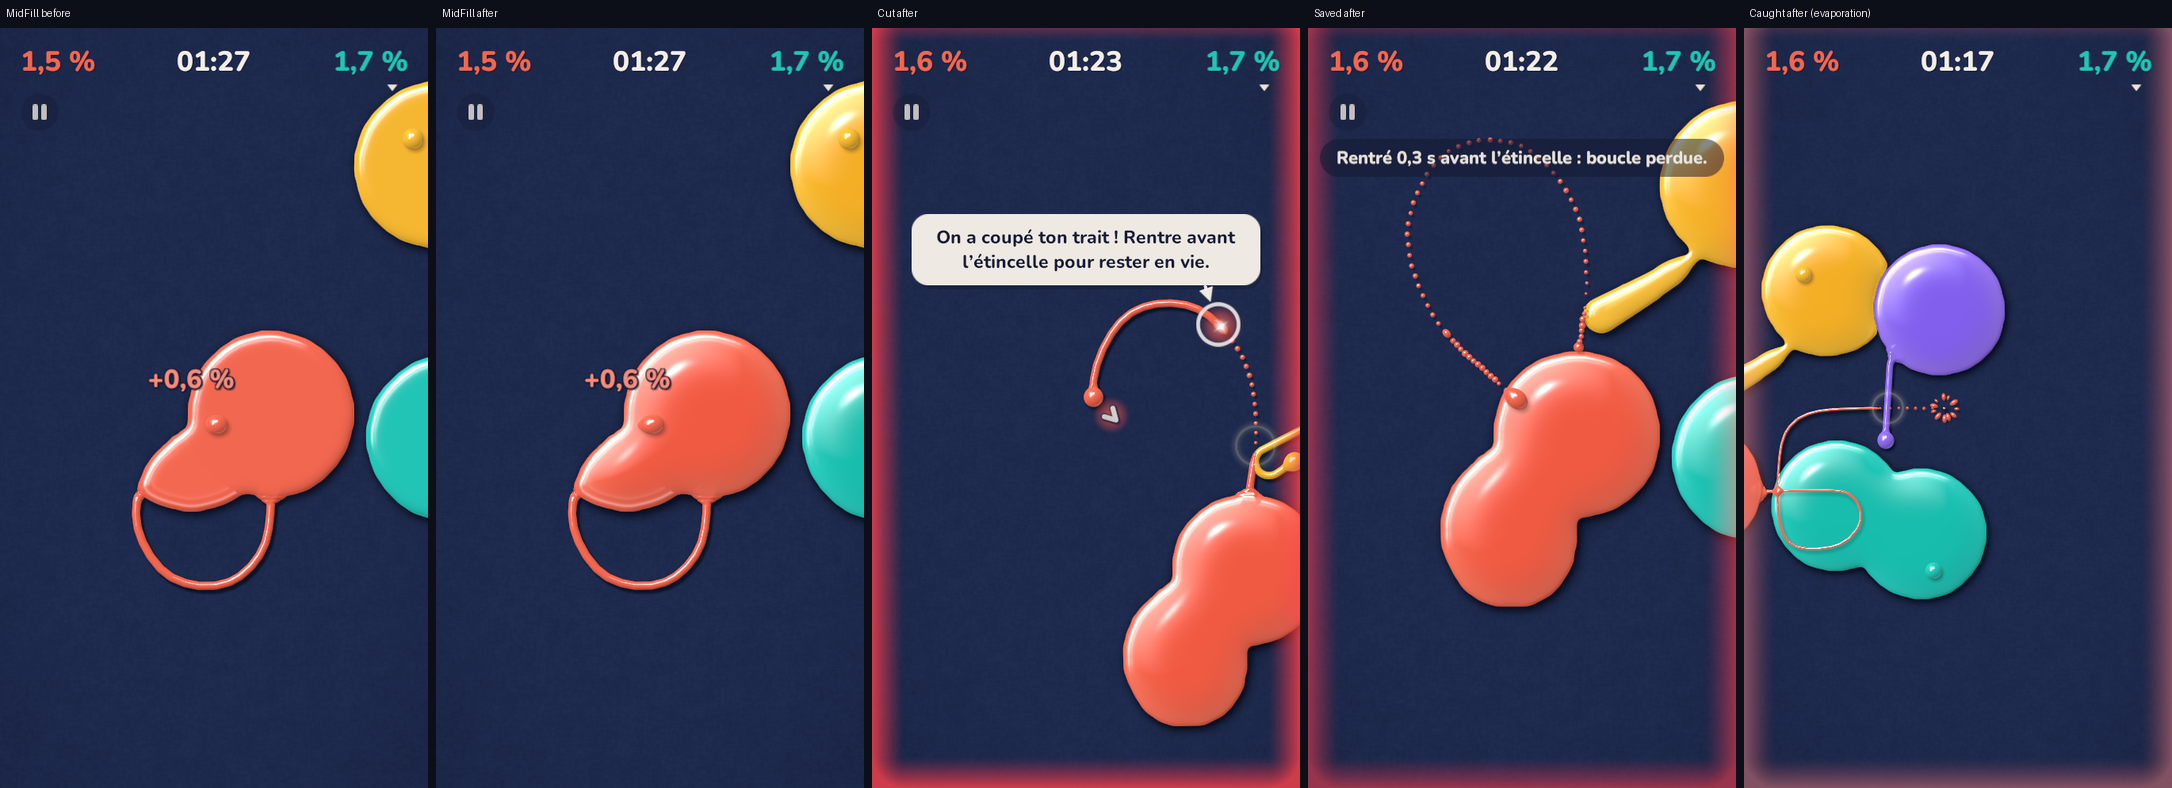 MidFill before
1,5 %
01:27
1,7 %
+0,6 %
MidFill after
1,5 %
01:27
1,7 %
+0,6 %
Cut after
1,6 %
01:23
1,7 %
On a coupé ton trait ! Rentre avant
l’étincelle pour rester en vie.
Saved after
1,6 %
01:22
1,7 %
Rentré 0,3 s avant l’étincelle : boucle perdue.
Caught after (evaporation)
1,6 %
01:17
1,7 %